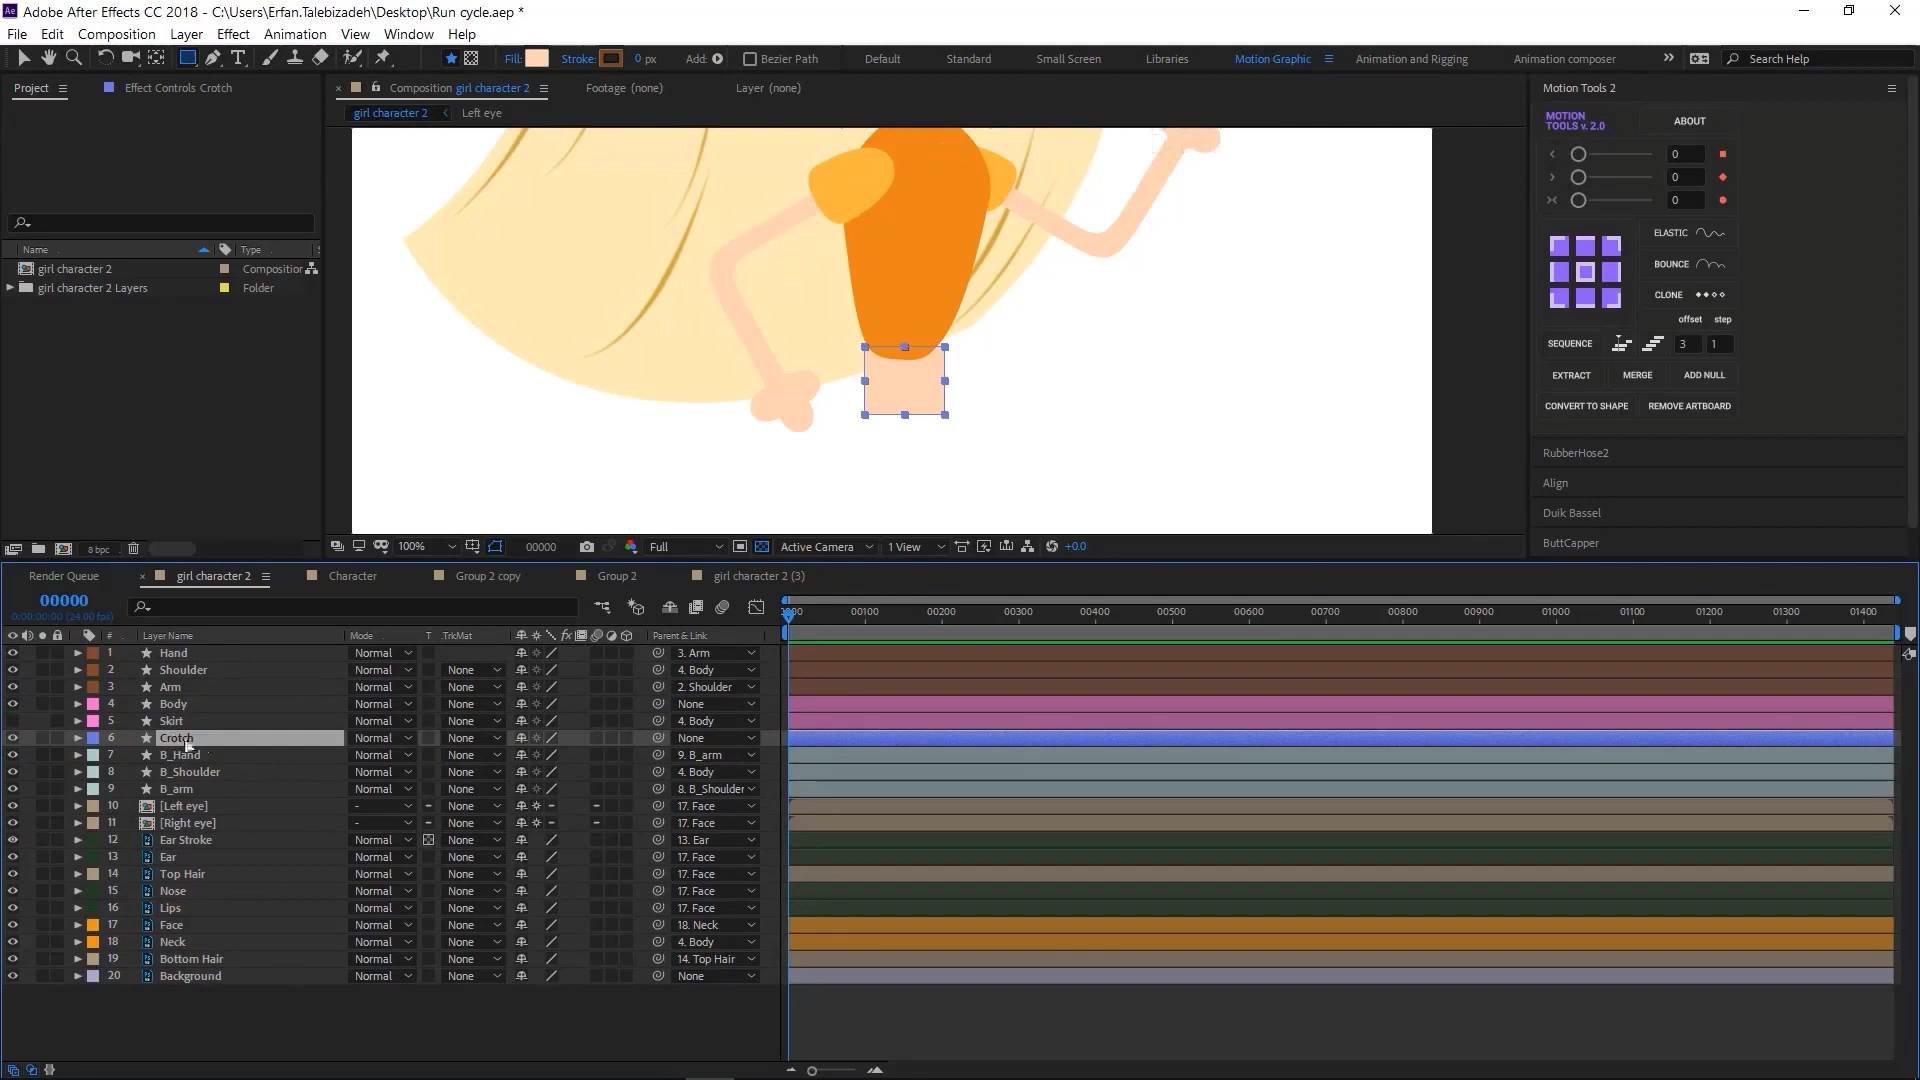 Ae Adobe After Effects CC 2018 - C:\Users\Erfan.Talebizadeh\Desktop\Run cycle.aep *
File Edit Composition Layer Effect Animation View Window Help
Fill: Stroke: 0 px Add: Bezier Path Default Standard Small Screen Libraries Motion Graphic Animation and Rigging Animation composer Search Help
Project Effect Controls Crotch
Composition girl character 2 Footage (none) Layer (none)
girl character 2 Left eye
Name Type
girl character 2 Composition
girl character 2 Layers Folder
8 bpc
100% 00000 Full Active Camera 1 View +0.0
Motion Tools 2
MOTION TOOLS v. 2.0 ABOUT
0
0
0
ELASTIC
BOUNCE
CLONE
offset step
SEQUENCE 3 1
EXTRACT MERGE ADD NULL
CONVERT TO SHAPE REMOVE ARTBOARD
RubberHose2
Align
Duik Bassel
ButtCapper
Render Queue girl character 2 Character Group 2 copy Group 2 girl character 2 (3)
00000
0:00:00:00 (24.00 fps)
00100 00200 00300 00400 00500 00600 00700 00800 00900 01000 01100 01200 01300 01400
# Layer Name Mode T .TrkMat fx Parent & Link
1 Hand Normal 3. Arm
2 Shoulder Normal None 4. Body
3 Arm Normal None 2. Shoulder
4 Body Normal None None
5 Skirt Normal None 4. Body
6 Crotch Normal None None
7 B_Hand Normal None 9. B_arm
8 B_Shoulder Normal None 4. Body
9 B_arm Normal None 8. B_Shoulder
10 [Left eye] - None 17. Face
11 [Right eye] - None 17. Face
12 Ear Stroke Normal None 13. Ear
13 Ear Normal None 17. Face
14 Top Hair Normal None 17. Face
15 Nose Normal None 17. Face
16 Lips Normal None 17. Face
17 Face Normal None 18. Neck
18 Neck Normal None 4. Body
19 Bottom Hair Normal None 14. Top Hair
20 Background Normal None None